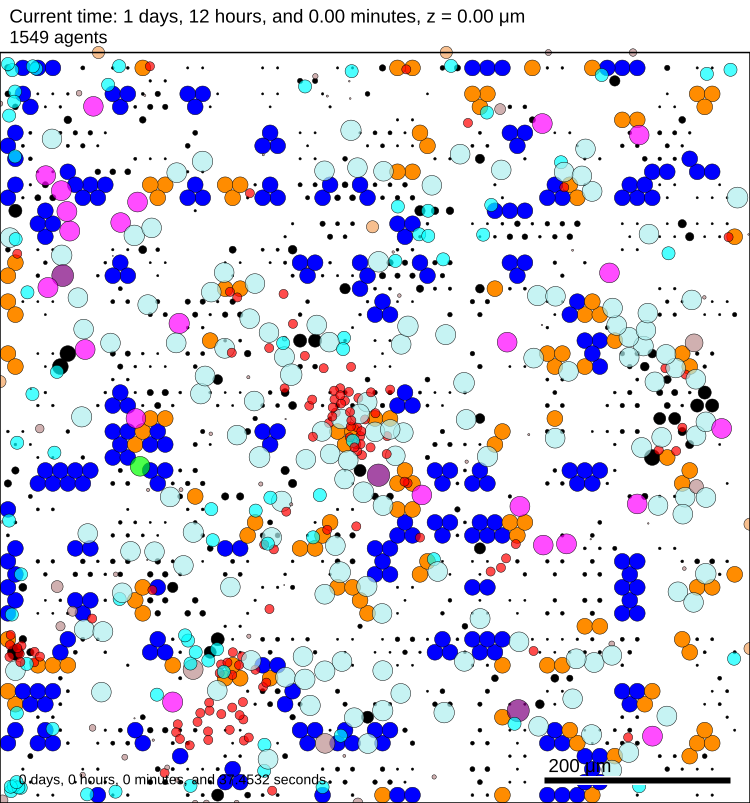 Current time: 1 days, 12 hours, and 0.00 minutes, z = 0.00 μm
1549 agents
200 μm
0 days, 0 hours, 0 minutes, and seconds